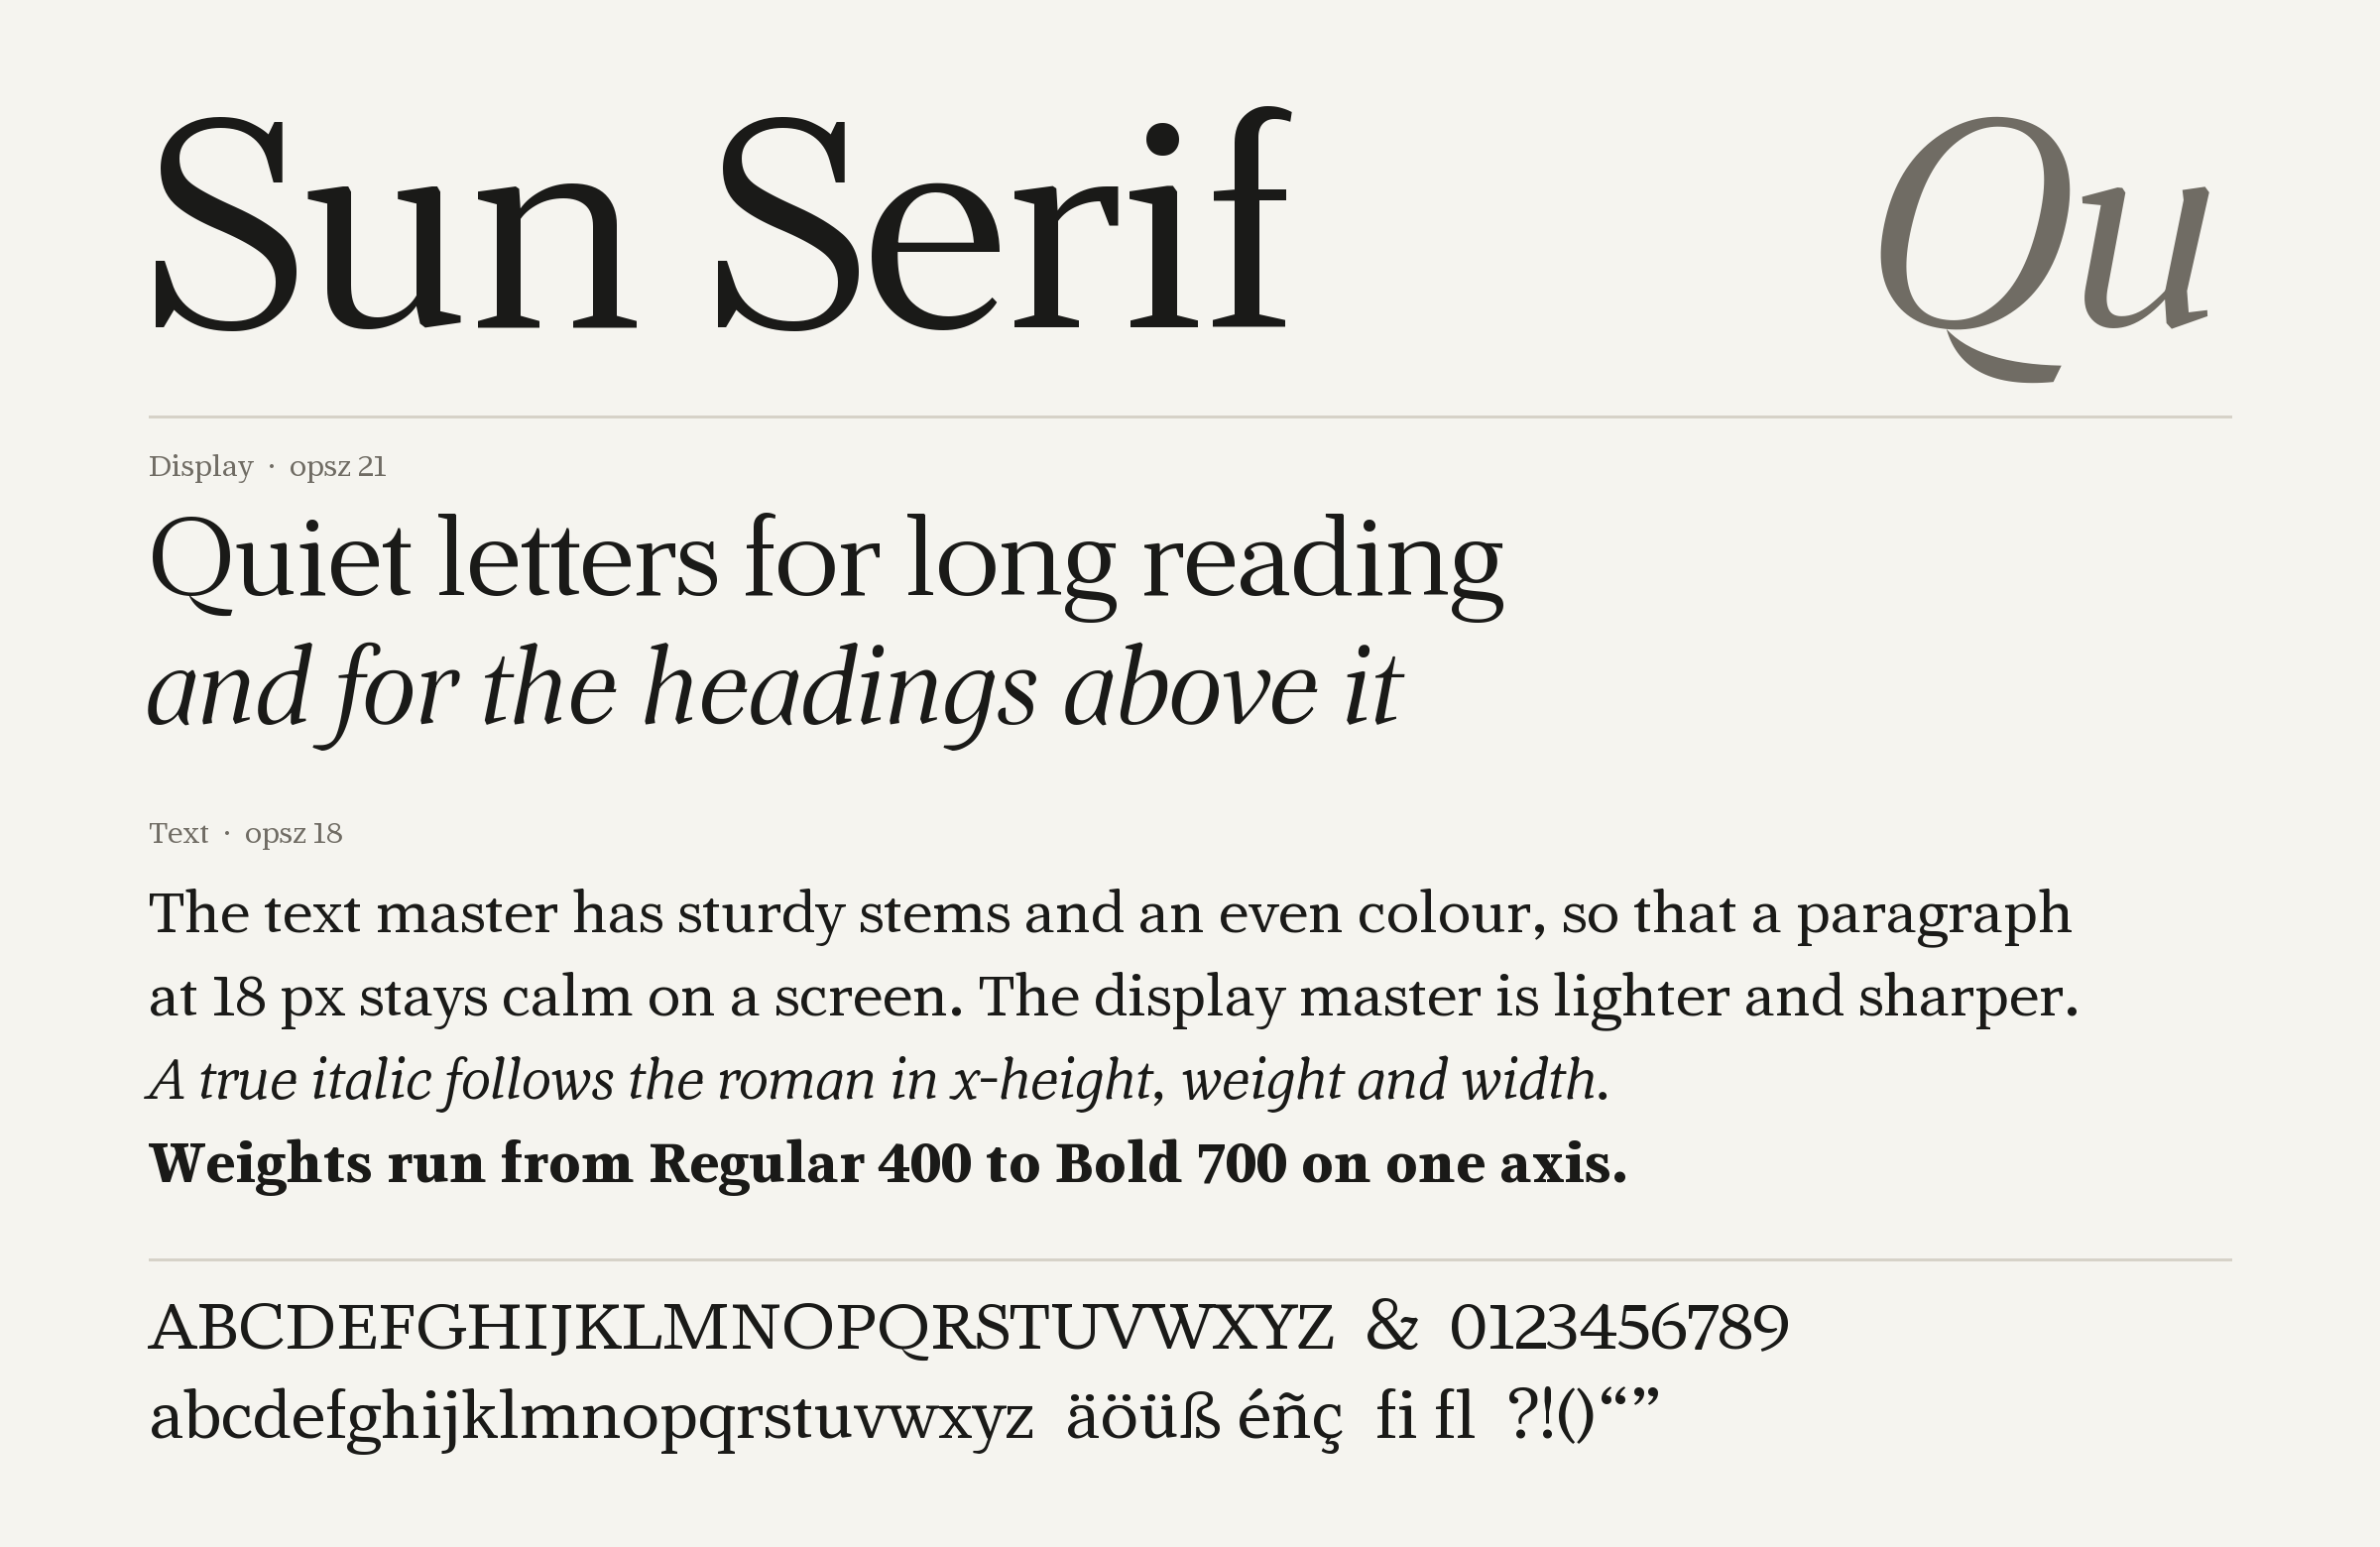 Sun Serif
Qu
Display · opsz 21
Quiet letters for long reading
and for the headings above it
Text · opsz 18
The text master has sturdy stems and an even colour, so that a paragraph
at 18 px stays calm on a screen. The display master is lighter and sharper.
A true italic follows the roman in x-height, weight and width.
Weights run from Regular 400 to Bold 700 on one axis.
ABCDEFGHIJKLMNOPQRSTUVWXYZ & 0123456789
abcdefghijklmnopqrstuvwxyz äöüß éñç fi fl ?!()“”